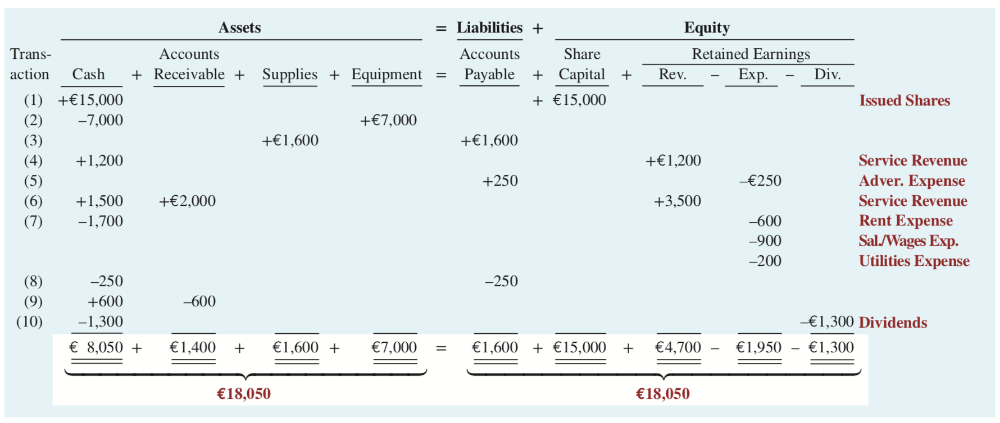 Assets = Liabilities + Equity
Trans- Accounts Accounts Share Retained Earnings
action Cash + Receivable + Supplies + Equipment = Payable + Capital + Rev. – Exp. – Div.
(1) +€15,000 + €15,000 Issued Shares
(2) –7,000 +€7,000
(3) +€1,600 +€1,600
(4) +1,200 +€1,200 Service Revenue
(5) +250 –€250 Adver. Expense
(6) +1,500 +€2,000 +3,500 Service Revenue
(7) –1,700 –600 Rent Expense
–900 Sal./Wages Exp.
–200 Utilities Expense
(8) –250 –250
(9) +600 –600
(10) –1,300 –€1,300 Dividends
€ 8,050 + €1,400 + €1,600 + €7,000 = €1,600 + €15,000 + €4,700 – €1,950 – €1,300
€18,050 €18,050